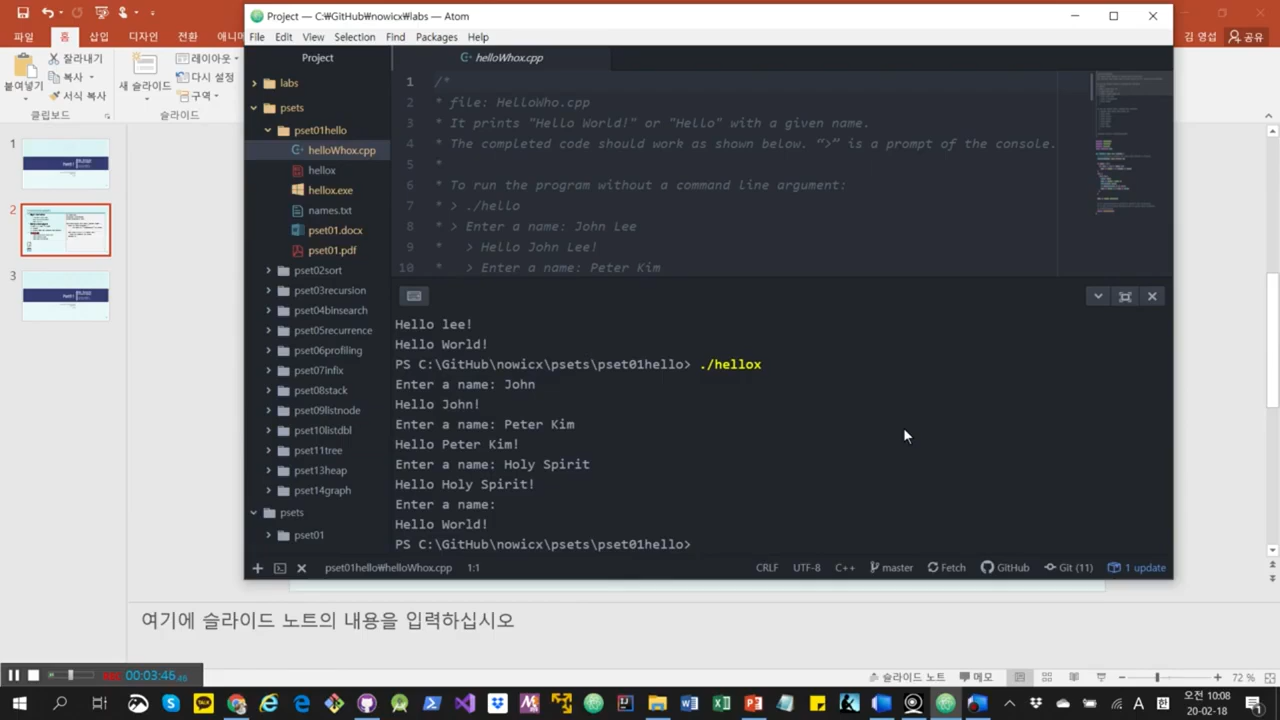 Project — C:₩GitHub₩nowicx₩labs — Atom
파일 홈 삽입 디자인 전환 애니메
김 영섭 공유
File Edit View Selection Find Packages Help
붙여넣기
잘라내기
복사
서식 복사
클립보드
새 슬라이드
레이아웃
다시 설정
구역
슬라이드
1
2
3
Project
labs
psets
pset01hello
helloWhox.cpp
hellox
hellox.exe
names.txt
pset01.docx
pset01.pdf
pset02sort
pset03recursion
pset04binsearch
pset05recurrence
pset06profiling
pset07infix
pset08stack
pset09listnode
pset10listdbl
pset11tree
pset13heap
pset14graph
psets
pset01
helloWhox.cpp
1 /*
2 * file: HelloWho.cpp
3 * It prints "Hello World!" or "Hello" with a given name.
4 * The completed code should work as shown below. “>” is a prompt of the console.
5 *
6 * To run the program without a command line argument:
7 * > ./hello
8 * > Enter a name: John Lee
9 * > Hello John Lee!
10 * > Enter a name: Peter Kim
Hello lee!
Hello World!
PS C:\GitHub\nowicx\psets\pset01hello> ./hellox
Enter a name: John
Hello John!
Enter a name: Peter Kim
Hello Peter Kim!
Enter a name: Holy Spirit
Hello Holy Spirit!
Enter a name:
Hello World!
PS C:\GitHub\nowicx\psets\pset01hello>
pset01hello₩helloWhox.cpp 1:1 CRLF UTF-8 C++ master Fetch GitHub Git (11) 1 update
여기에 슬라이드 노트의 내용을 입력하십시오
00:03:46
슬라이드 노트 메모 72 %
A 한 오전 10:08
20-02-18